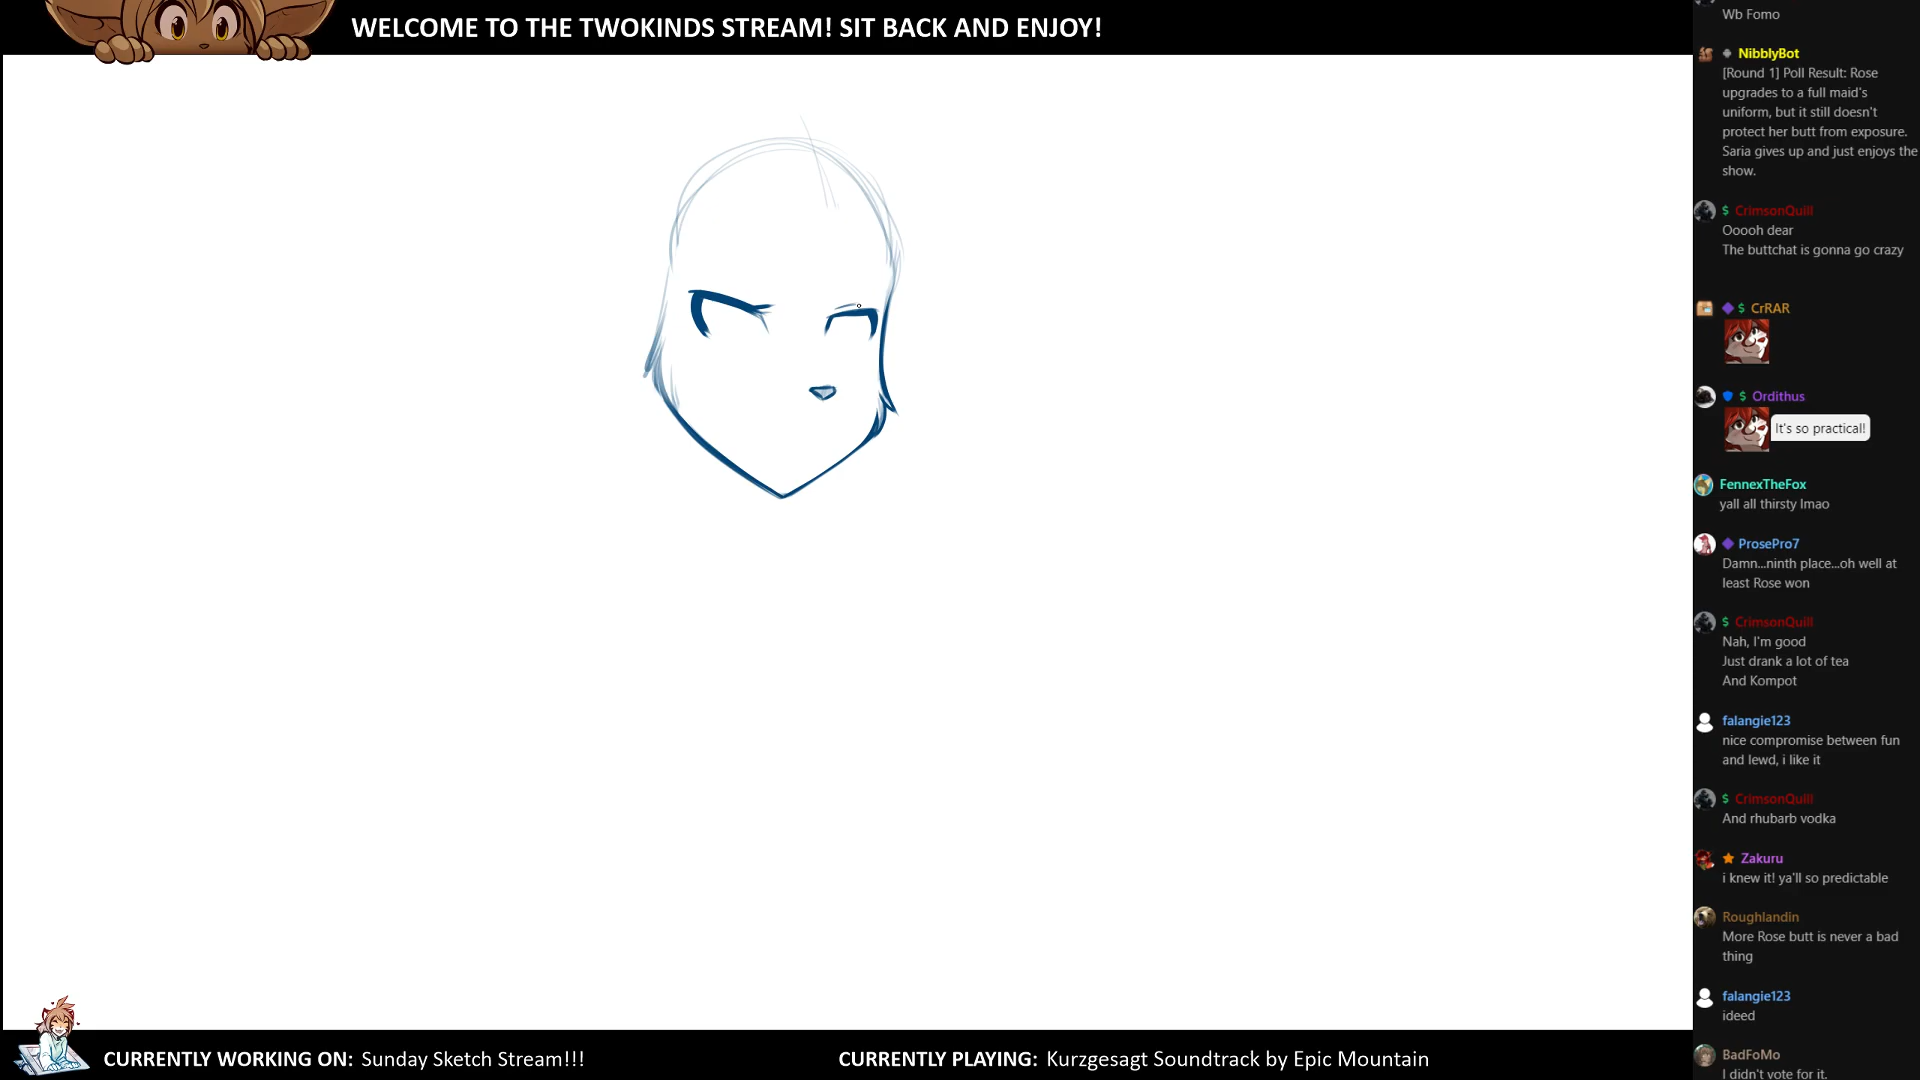 WELCOME TO THE TWOKINDS STREAM! SIT BACK AND ENJOY!
Wb Fomo
NibblyBot
[Round 1] Poll Result: Rose
upgrades to a full maid's
uniform, but it still doesn't
protect her butt from exposure.
Saria gives up and just enjoys the
show.
$ CrimsonQuill
Ooooh dear
The buttchat is gonna go crazy
$ CrRAR
$ Ordithus
It's so practical!
FennexTheFox
yall all thirsty lmao
ProsePro7
Damn...ninth place...oh well at
least Rose won
$ CrimsonQuill
Nah, I'm good
Just drank a lot of tea
And Kompot
falangie123
nice compromise between fun
and lewd, i like it
$ CrimsonQuill
And rhubarb vodka
Zakuru
i knew it! ya'll so predictable
Roughlandin
More Rose butt is never a bad
thing
falangie123
ideed
BadFoMo
I didn't vote for it.
CURRENTLY WORKING ON: Sunday Sketch Stream!!!
CURRENTLY PLAYING: Kurzgesagt Soundtrack by Epic Mountain